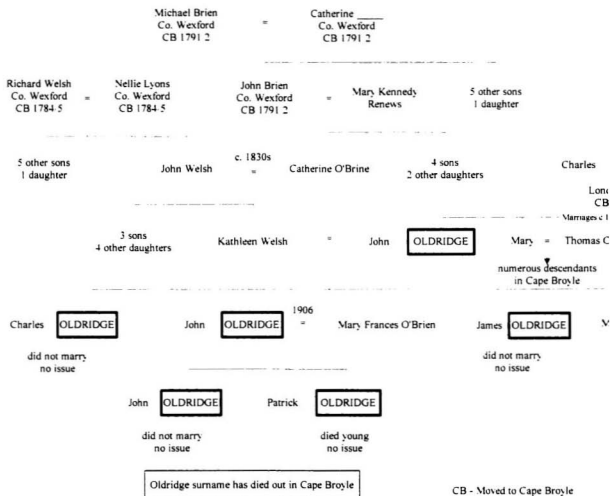 Michael Brien = Catherine ____
Co. Wexford Co. Wexford
CB 1791 2 CB 1791 2
Richard Welsh = Nellie Lyons John Brien = Mary Kennedy 5 other sons
Co. Wexford Co. Wexford Co. Wexford Renews 1 daughter
CB 1784-5 CB 1784-5 CB 1791 2
5 other sons John Welsh c. 1830s = Catherine O'Brine 4 sons Charles
1 daughter 2 other daughters
CB
3 sons Kathleen Welsh = John OLDRIDGE Mary = Thomas
4 other daughters
numerous descendants
in Cape Broyle
1906
Charles OLDRIDGE John OLDRIDGE = Mary Frances O'Brien James OLDRIDGE
did not marry did not marry
no issue no issue
John OLDRIDGE Patrick OLDRIDGE
did not marry died young
no issue no issue
Oldridge surname has died out in Cape Broyle
CB - Moved to Cape Broyle